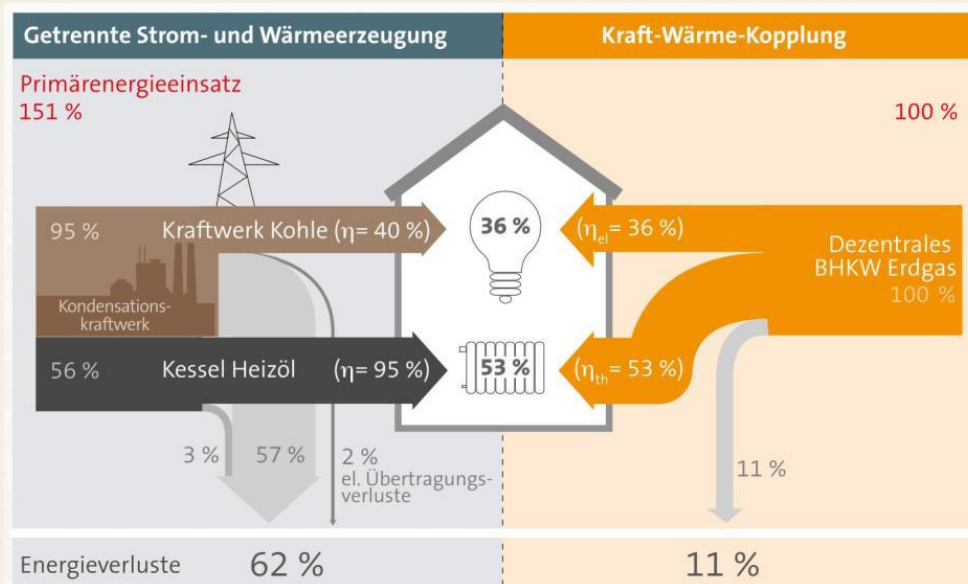 Getrennte Strom- und Wärmeerzeugung
Kraft-Wärme-Kopplung
Primärenergieeinsatz
151 %
100 %
95 %
Kraftwerk Kohle (η= 40 %)
36 %
(ηel= 36 %)
Dezentrales
BHKW Erdgas
100 %
Kondensations-
kraftwerk
56 %
Kessel Heizöl
(η= 95 %)
53 %
(ηth= 53 %)
3 %
57 %
2 %
el. Übertragungs-
verluste
11 %
Energieverluste
62 %
11 %